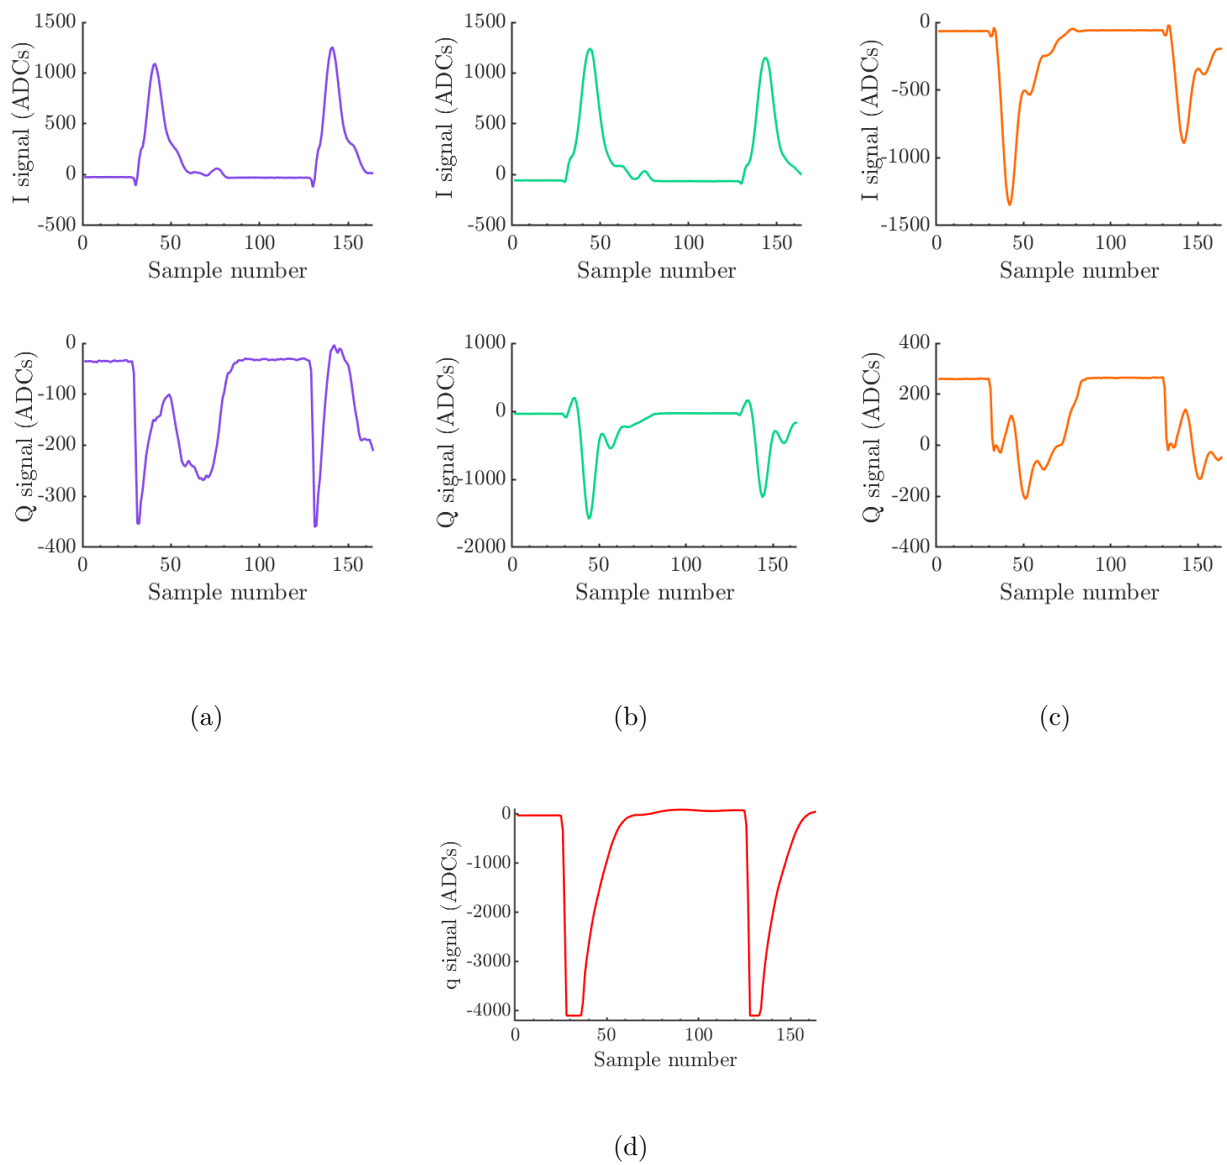 1500
1000
500
0
-500
I signal (ADCs)
0 50 100 150
Sample number
1500
1000
500
0
-500
I signal (ADCs)
0 50 100 150
Sample number
0
-500
-1000
-1500
I signal (ADCs)
0 50 100 150
Sample number
0
-100
-200
-300
-400
Q signal (ADCs)
0 50 100 150
Sample number
1000
0
-1000
-2000
Q signal (ADCs)
0 50 100 150
Sample number
400
200
0
-200
-400
Q signal (ADCs)
0 50 100 150
Sample number
(a)
(b)
(c)
0
-1000
-2000
-3000
-4000
q signal (ADCs)
0 50 100 150
Sample number
(d)